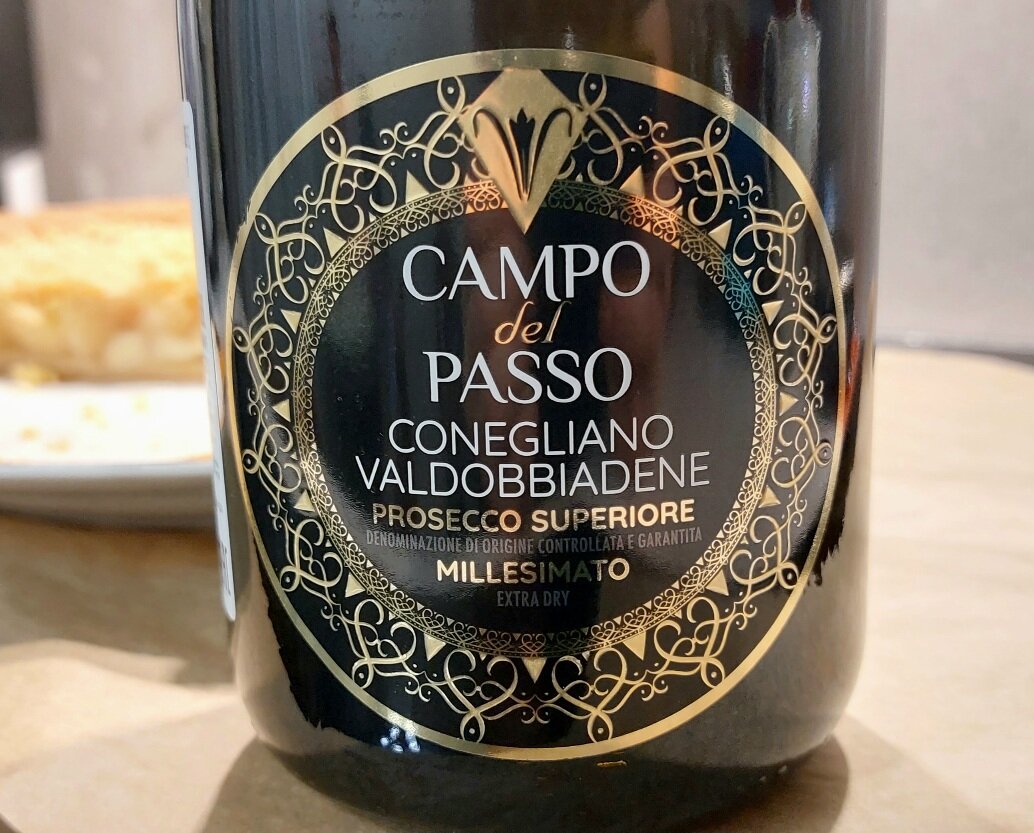 CAMPO
del
PASSO
CONEGLIANO
VALDOBBIADENE
PROSECCO SUPERIORE
DENOMINAZIONE DI ORIGINE CONTROLLATA E GARANTITA
MILLESIMATO
EXTRA DRY